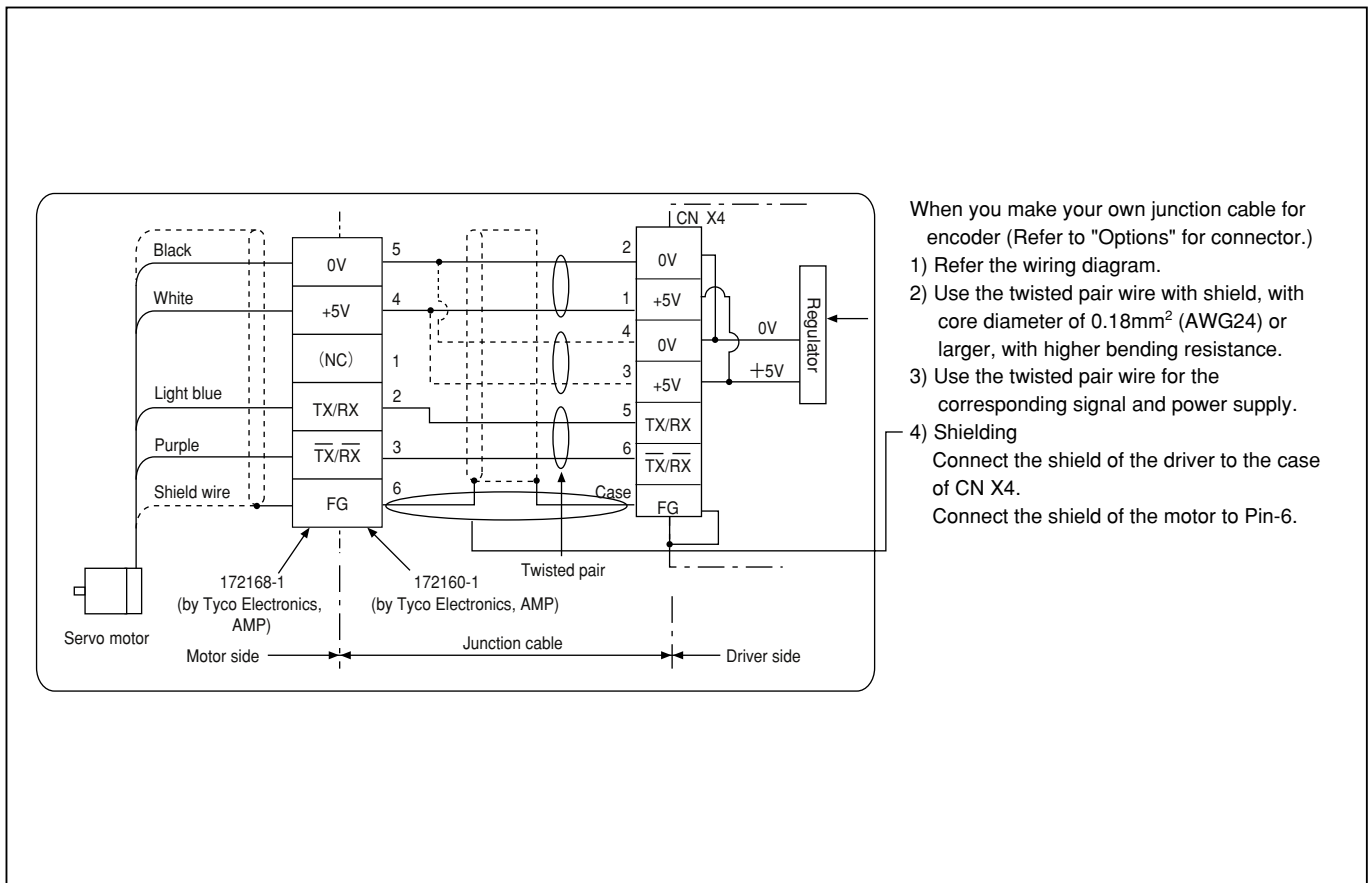 CN X4
Black
5
2
0V
0V
White
4
1
+5V
+5V
4
0V
0V
(NC)
1
3
+5V
+5V
Regulator
Light blue
2
5
TX/RX
TX/RX
Purple
3
6
TX/RX
TX/RX
Shield wire
6
Case
FG
FG
172168-1
(by Tyco Electronics,
AMP)
172160-1
(by Tyco Electronics, AMP)
Twisted pair
Servo motor
Motor side
Junction cable
Driver side
When you make your own junction cable for
encoder (Refer to "Options" for connector.)
1) Refer the wiring diagram.
2) Use the twisted pair wire with shield, with
core diameter of 0.18mm² (AWG24) or
larger, with higher bending resistance.
3) Use the twisted pair wire for the
corresponding signal and power supply.
4) Shielding
Connect the shield of the driver to the case
of CN X4.
Connect the shield of the motor to Pin-6.